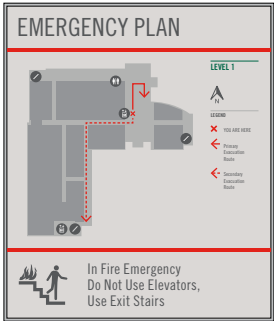 EMERGENCY PLAN
LEVEL 1
N
LEGEND
YOU ARE HERE
Primary
Evacuation
Route
Secondary
Evacuation
Route
In Fire Emergency
Do Not Use Elevators,
Use Exit Stairs